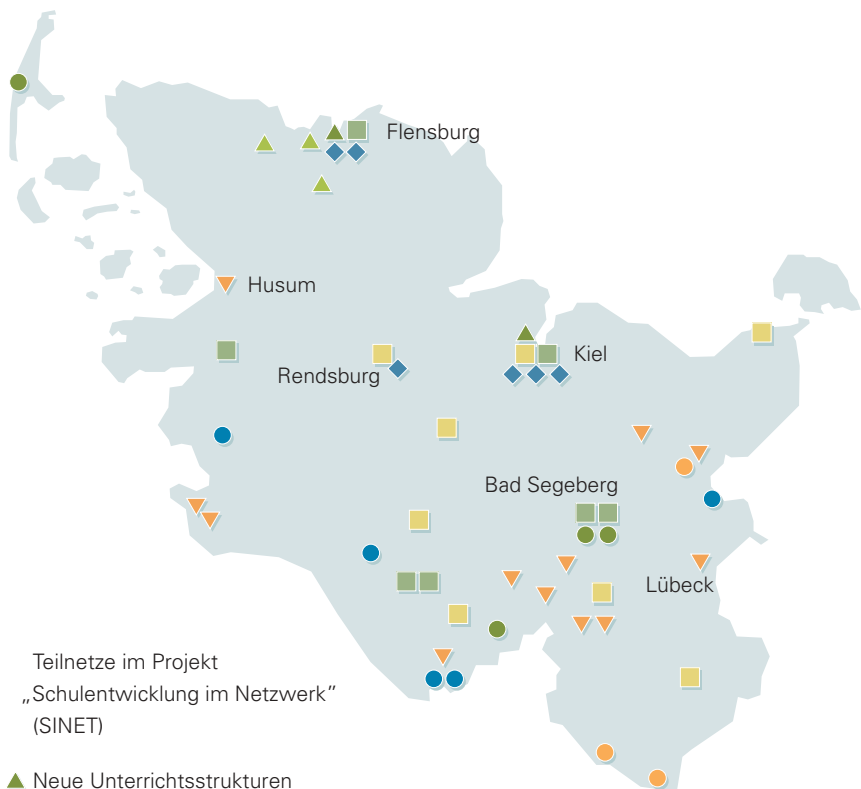 Flensburg
Husum
Kiel
Rendsburg
Bad Segeberg
Lübeck
Teilnetze im Projekt
„Schulentwicklung im Netzwerk”
(SINET)
Neue Unterrichtsstrukturen